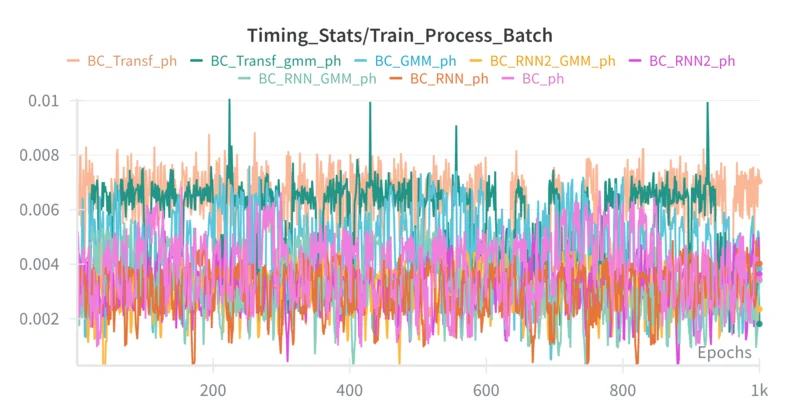 Timing_Stats/Train_Process_Batch
BC_Transf_ph BC_Transf_gmm_ph BC_GMM_ph BC_RNN2_GMM_ph BC_RNN2_ph
BC_RNN_GMM_ph BC_RNN_ph BC_ph
0.01
0.008
0.006
0.004
0.002
Epochs
200 400 600 800 1k